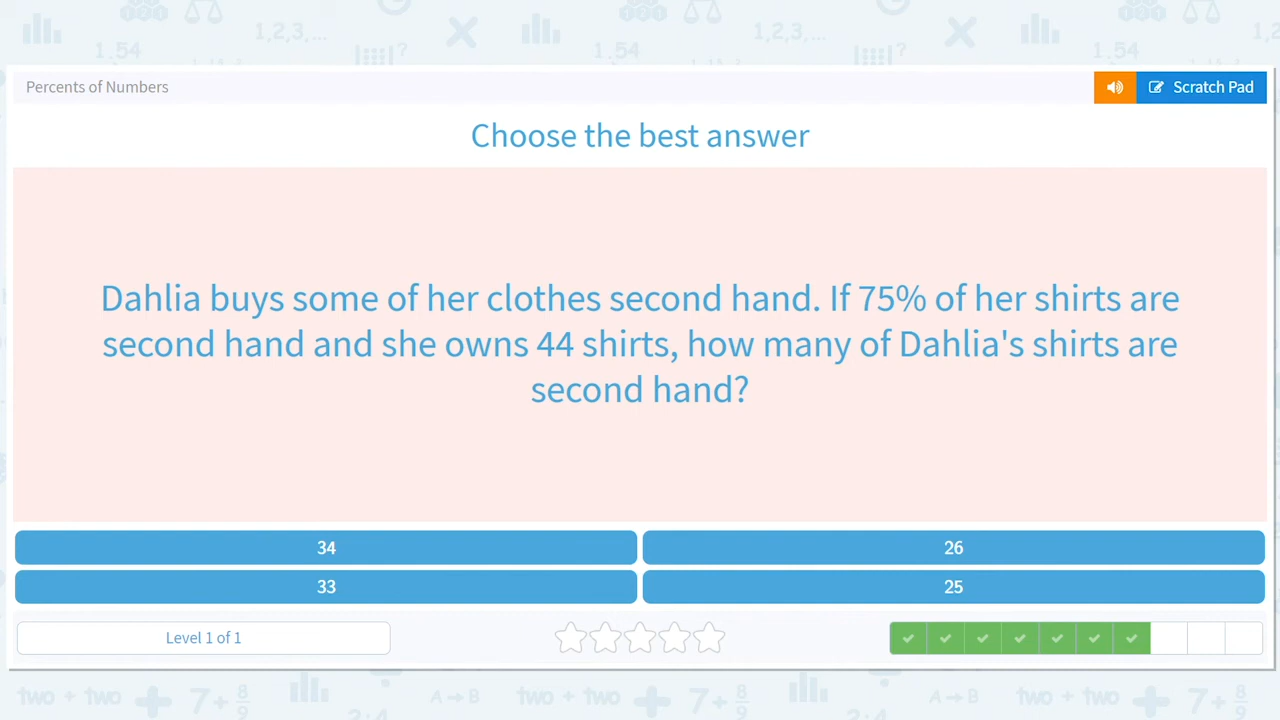 Percents of Numbers
Scratch Pad
Choose the best answer
Dahlia buys some of her clothes second hand. If 75% of her shirts are
second hand and she owns 44 shirts, how many of Dahlia's shirts are
second hand?
34
26
33
25
Level 1 of 1